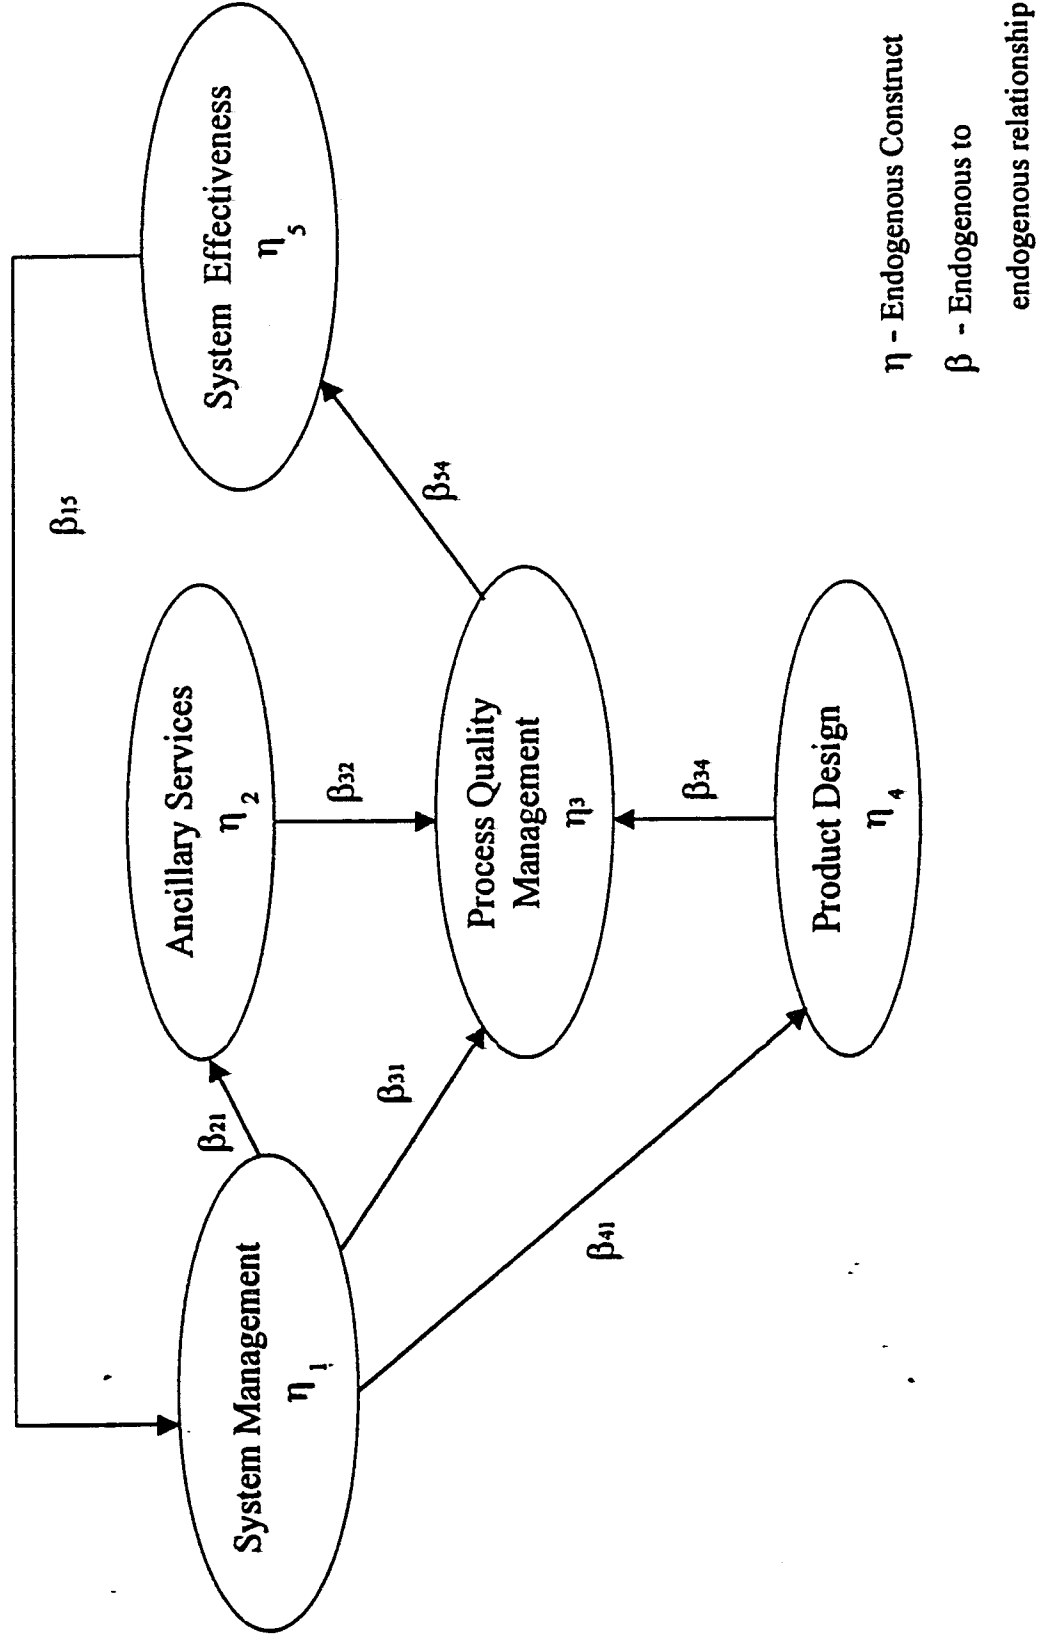 β15
System Management
η1
β21
Ancillary Services
η2
System Effectiveness
η5
β31
β32
β54
Process Quality
Management
η3
β41
β34
Product Design
η4
η - Endogenous Construct
β - Endogenous to
endogenous relationship